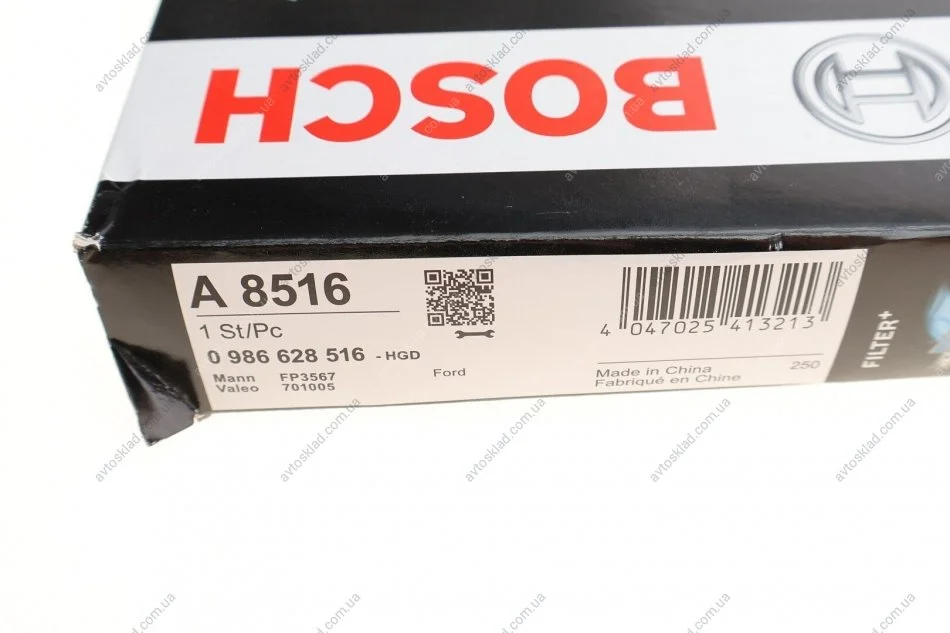 BOSCH
A 8516
1 St/Pc
0 986 628 516 - HGD
Mann FP3567
Valeo 701005
Ford
4 047025 413213
Made in China
Fabriqué en Chine
250
FILTER+
avtosklad.com.ua